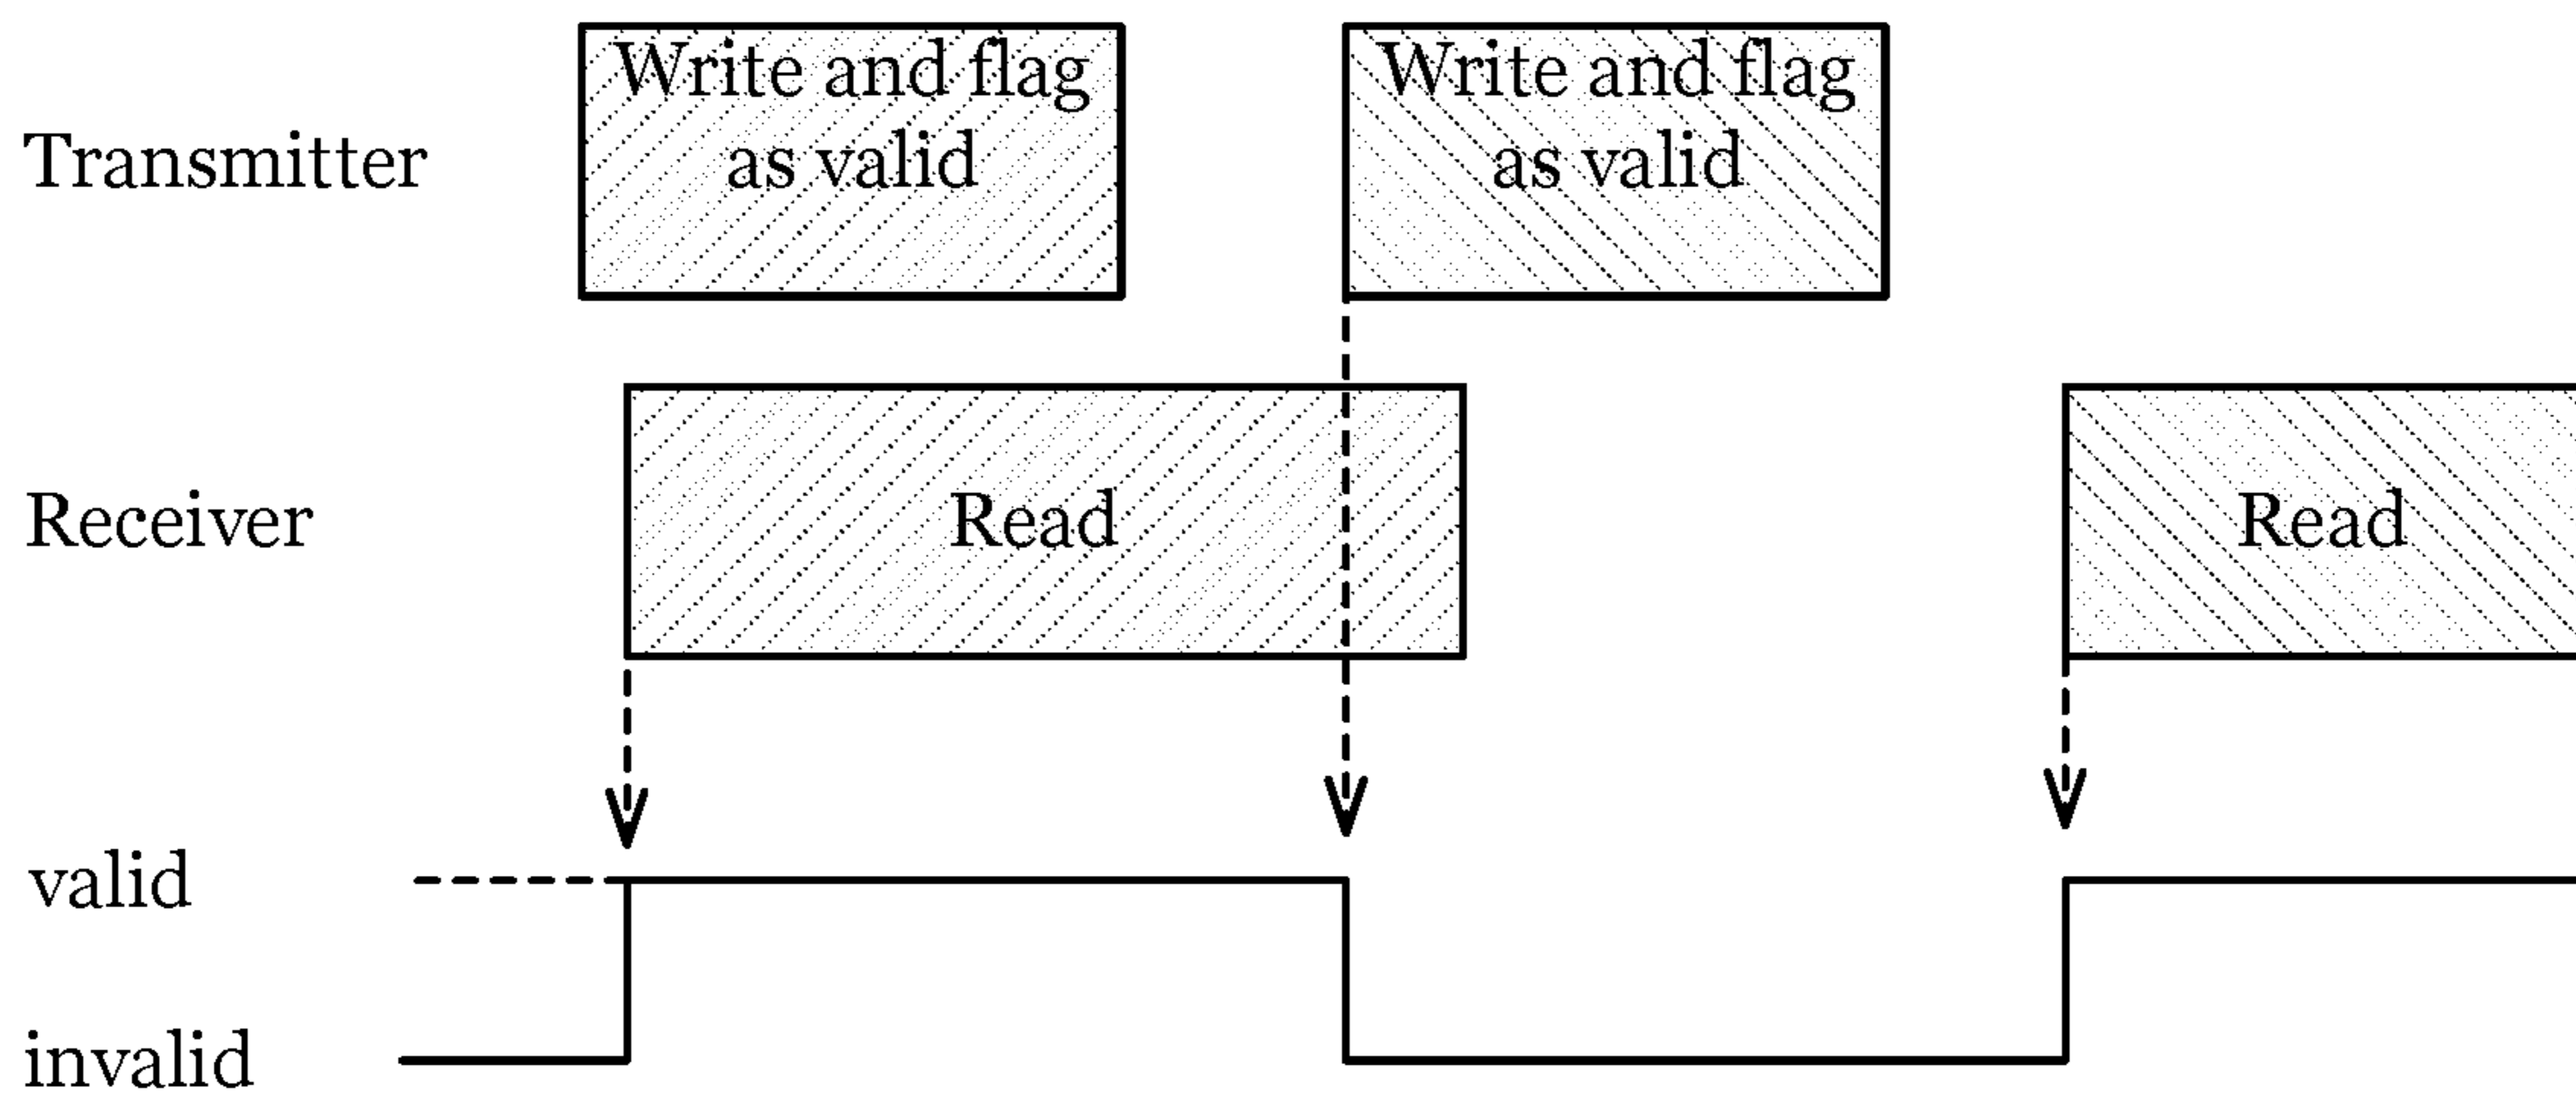 Write and flag
as valid
Write and flag
as valid
Transmitter
Receiver
Read
Read
valid
invalid